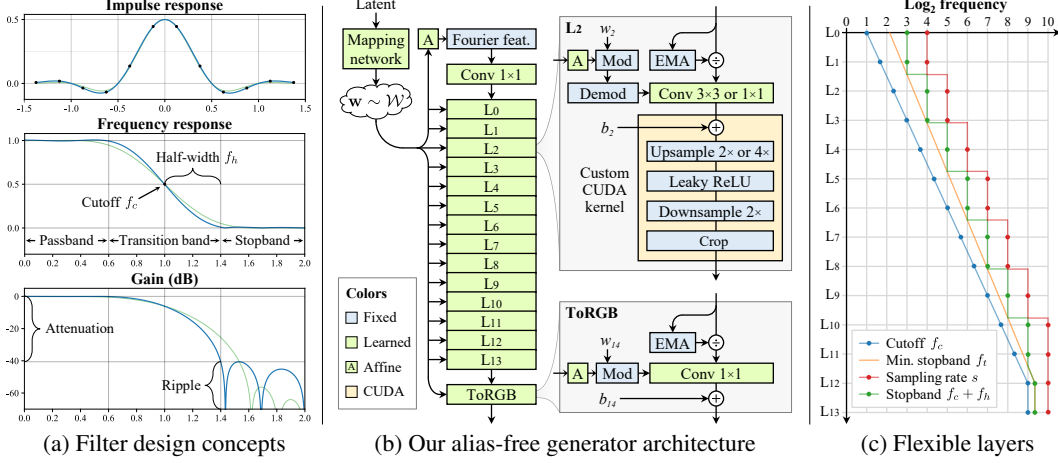 Impulse response
0.5
0.0
-1.5 -1.0 -0.5 0.0 0.5 1.0 1.5
Frequency response
1.0
0.5
0.0
Half-width f_h
Cutoff f_c
Passband Transition band Stopband
0.0 0.2 0.4 0.6 0.8 1.0 1.2 1.4 1.6 1.8 2.0
Gain (dB)
0
-20
-40
-60
Attenuation
Ripple
0.0 0.2 0.4 0.6 0.8 1.0 1.2 1.4 1.6 1.8 2.0
(a) Filter design concepts
Latent
Mapping
network
w ∼ W
A
Fourier feat.
Conv 1×1
L0
L1
L2
L3
L4
L5
L6
L7
L8
L9
L10
L11
L12
L13
ToRGB
Colors
Fixed
Learned
A Affine
CUDA
L2
w2
A Mod EMA ÷
Demod Conv 3×3 or 1×1
b2 +
Custom
CUDA
kernel
Upsample 2× or 4×
Leaky ReLU
Downsample 2×
Crop
ToRGB
w14
EMA ÷
A Mod Conv 1×1
b14 +
(b) Our alias-free generator architecture
Log2 frequency
0 1 2 3 4 5 6 7 8 9 10
L0
L1
L2
L3
L4
L5
L6
L7
L8
L9
L10
L11
L12
L13
Cutoff f_c
Min. stopband f_t
Sampling rate s
Stopband f_c + f_h
(c) Flexible layers